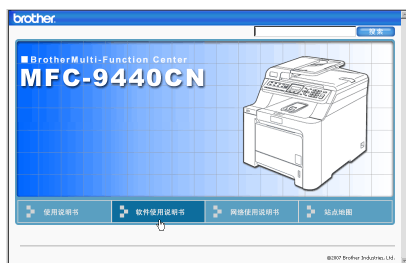 brother.
搜索
■BrotherMulti-Function Center
MFC-9440CN
使用说明书
软件使用说明书
网络使用说明书
站点地图
©2007 Brother Industries, Ltd.